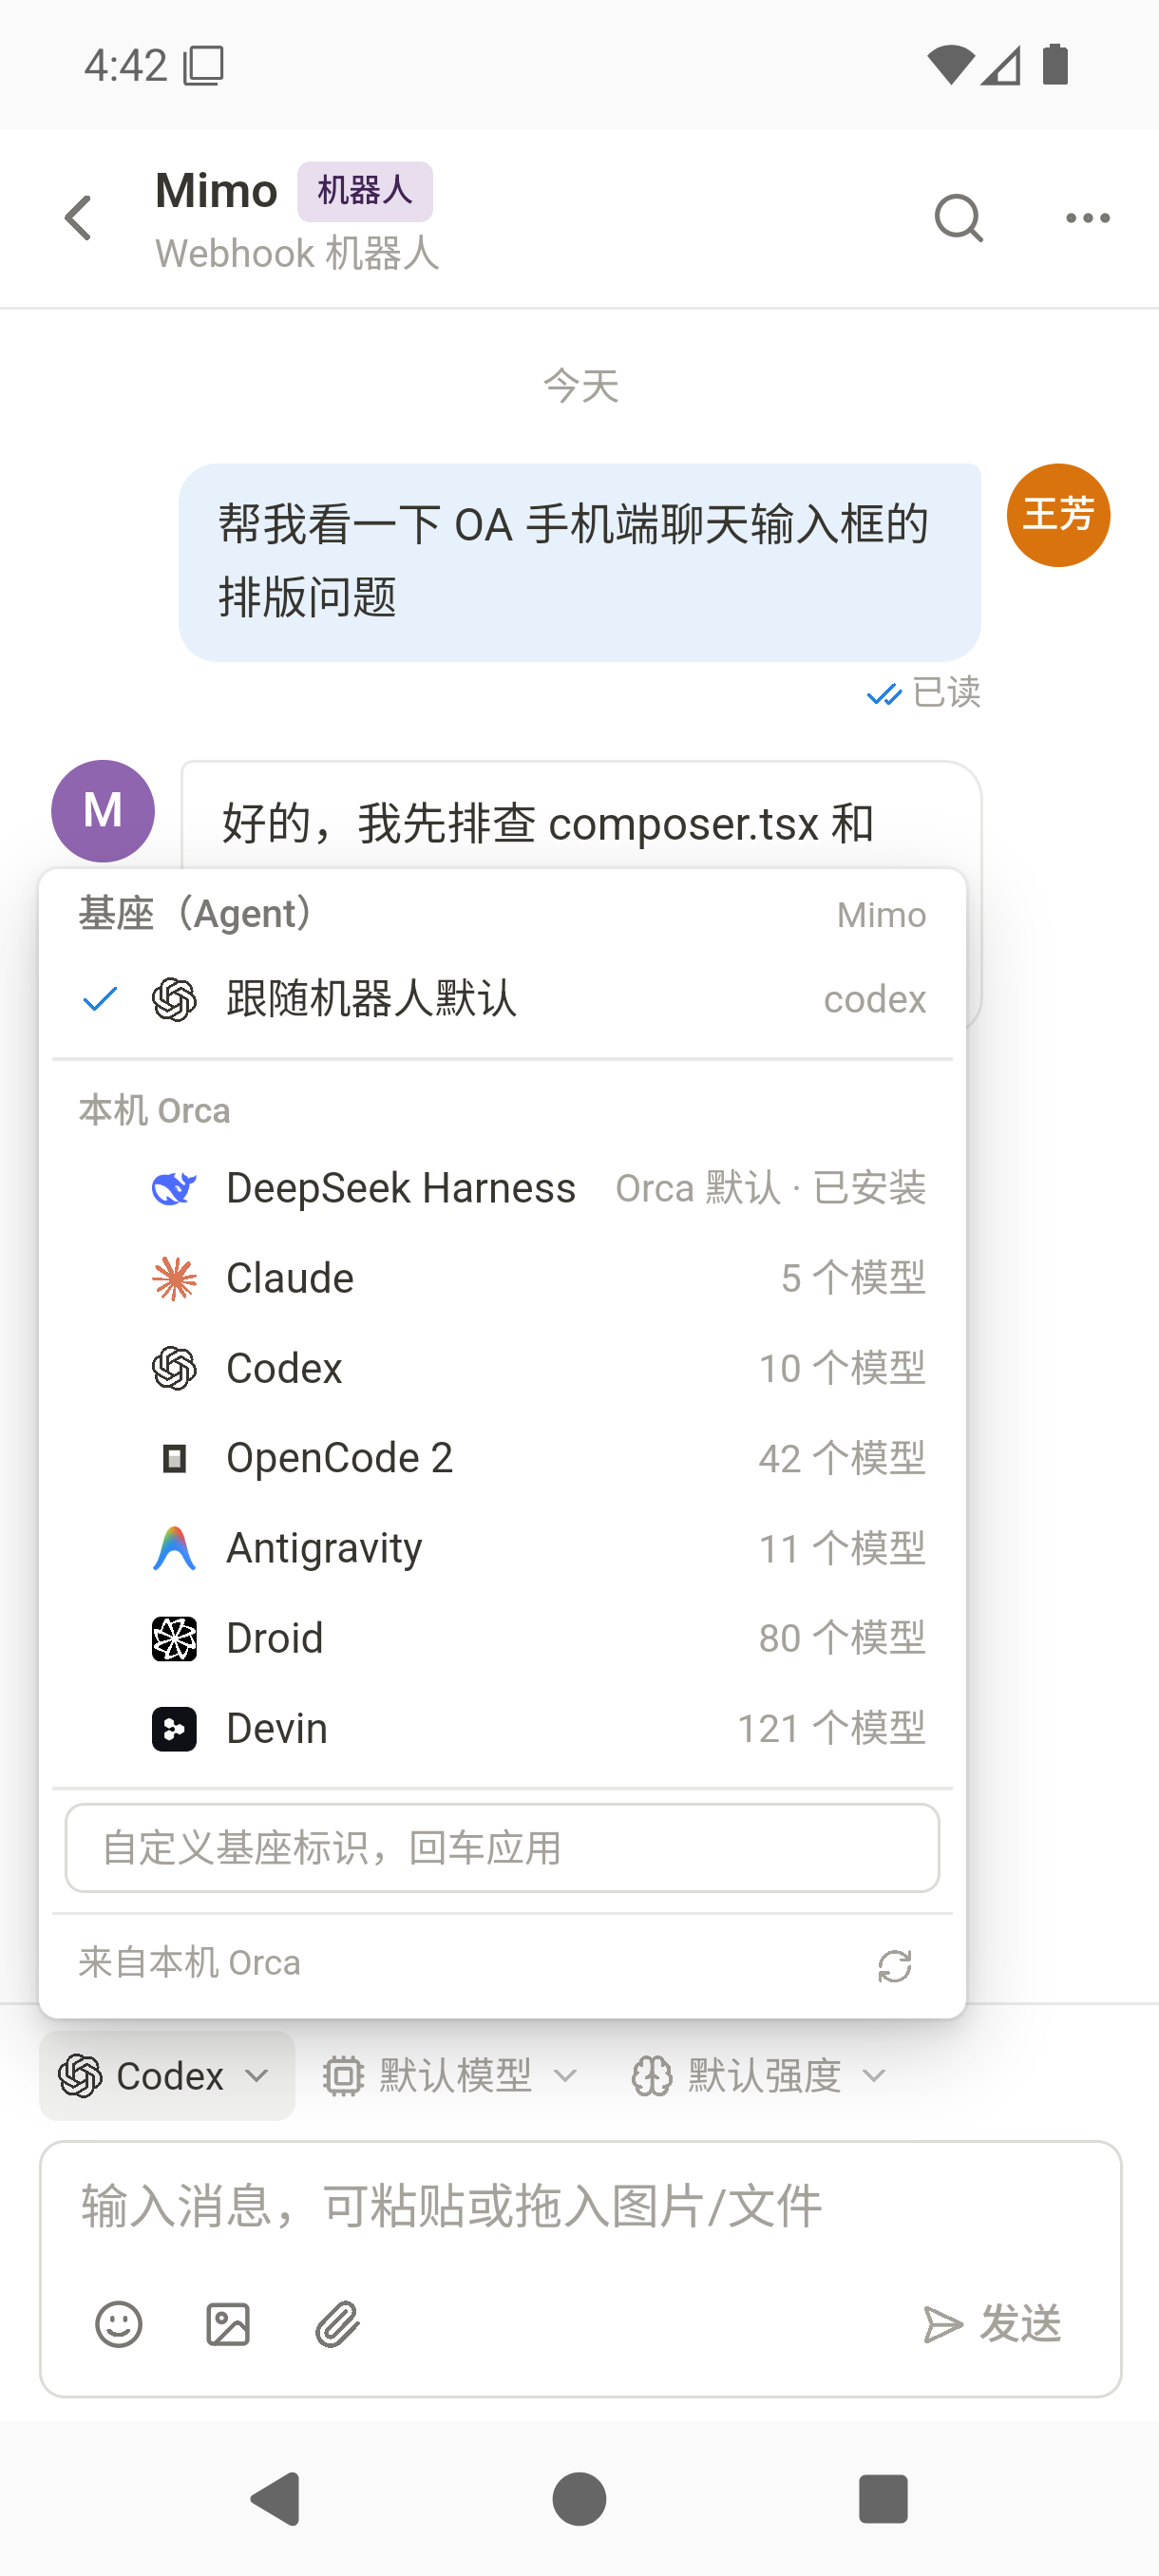 4:42
Mimo 机器人
Webhook 机器人
今天
帮我看一下 OA 手机端聊天输入框的
排版问题
王芳
已读
M
好的，我先排查 composer.tsx 和
基座（Agent） Mimo
跟随机器人默认 codex
本机 Orca
DeepSeek Harness Orca 默认 · 已安装
Claude 5 个模型
Codex 10 个模型
OpenCode 2 42 个模型
Antigravity 11 个模型
Droid 80 个模型
Devin 121 个模型
自定义基座标识，回车应用
来自本机 Orca
Codex 默认模型 默认强度
输入消息，可粘贴或拖入图片/文件
发送